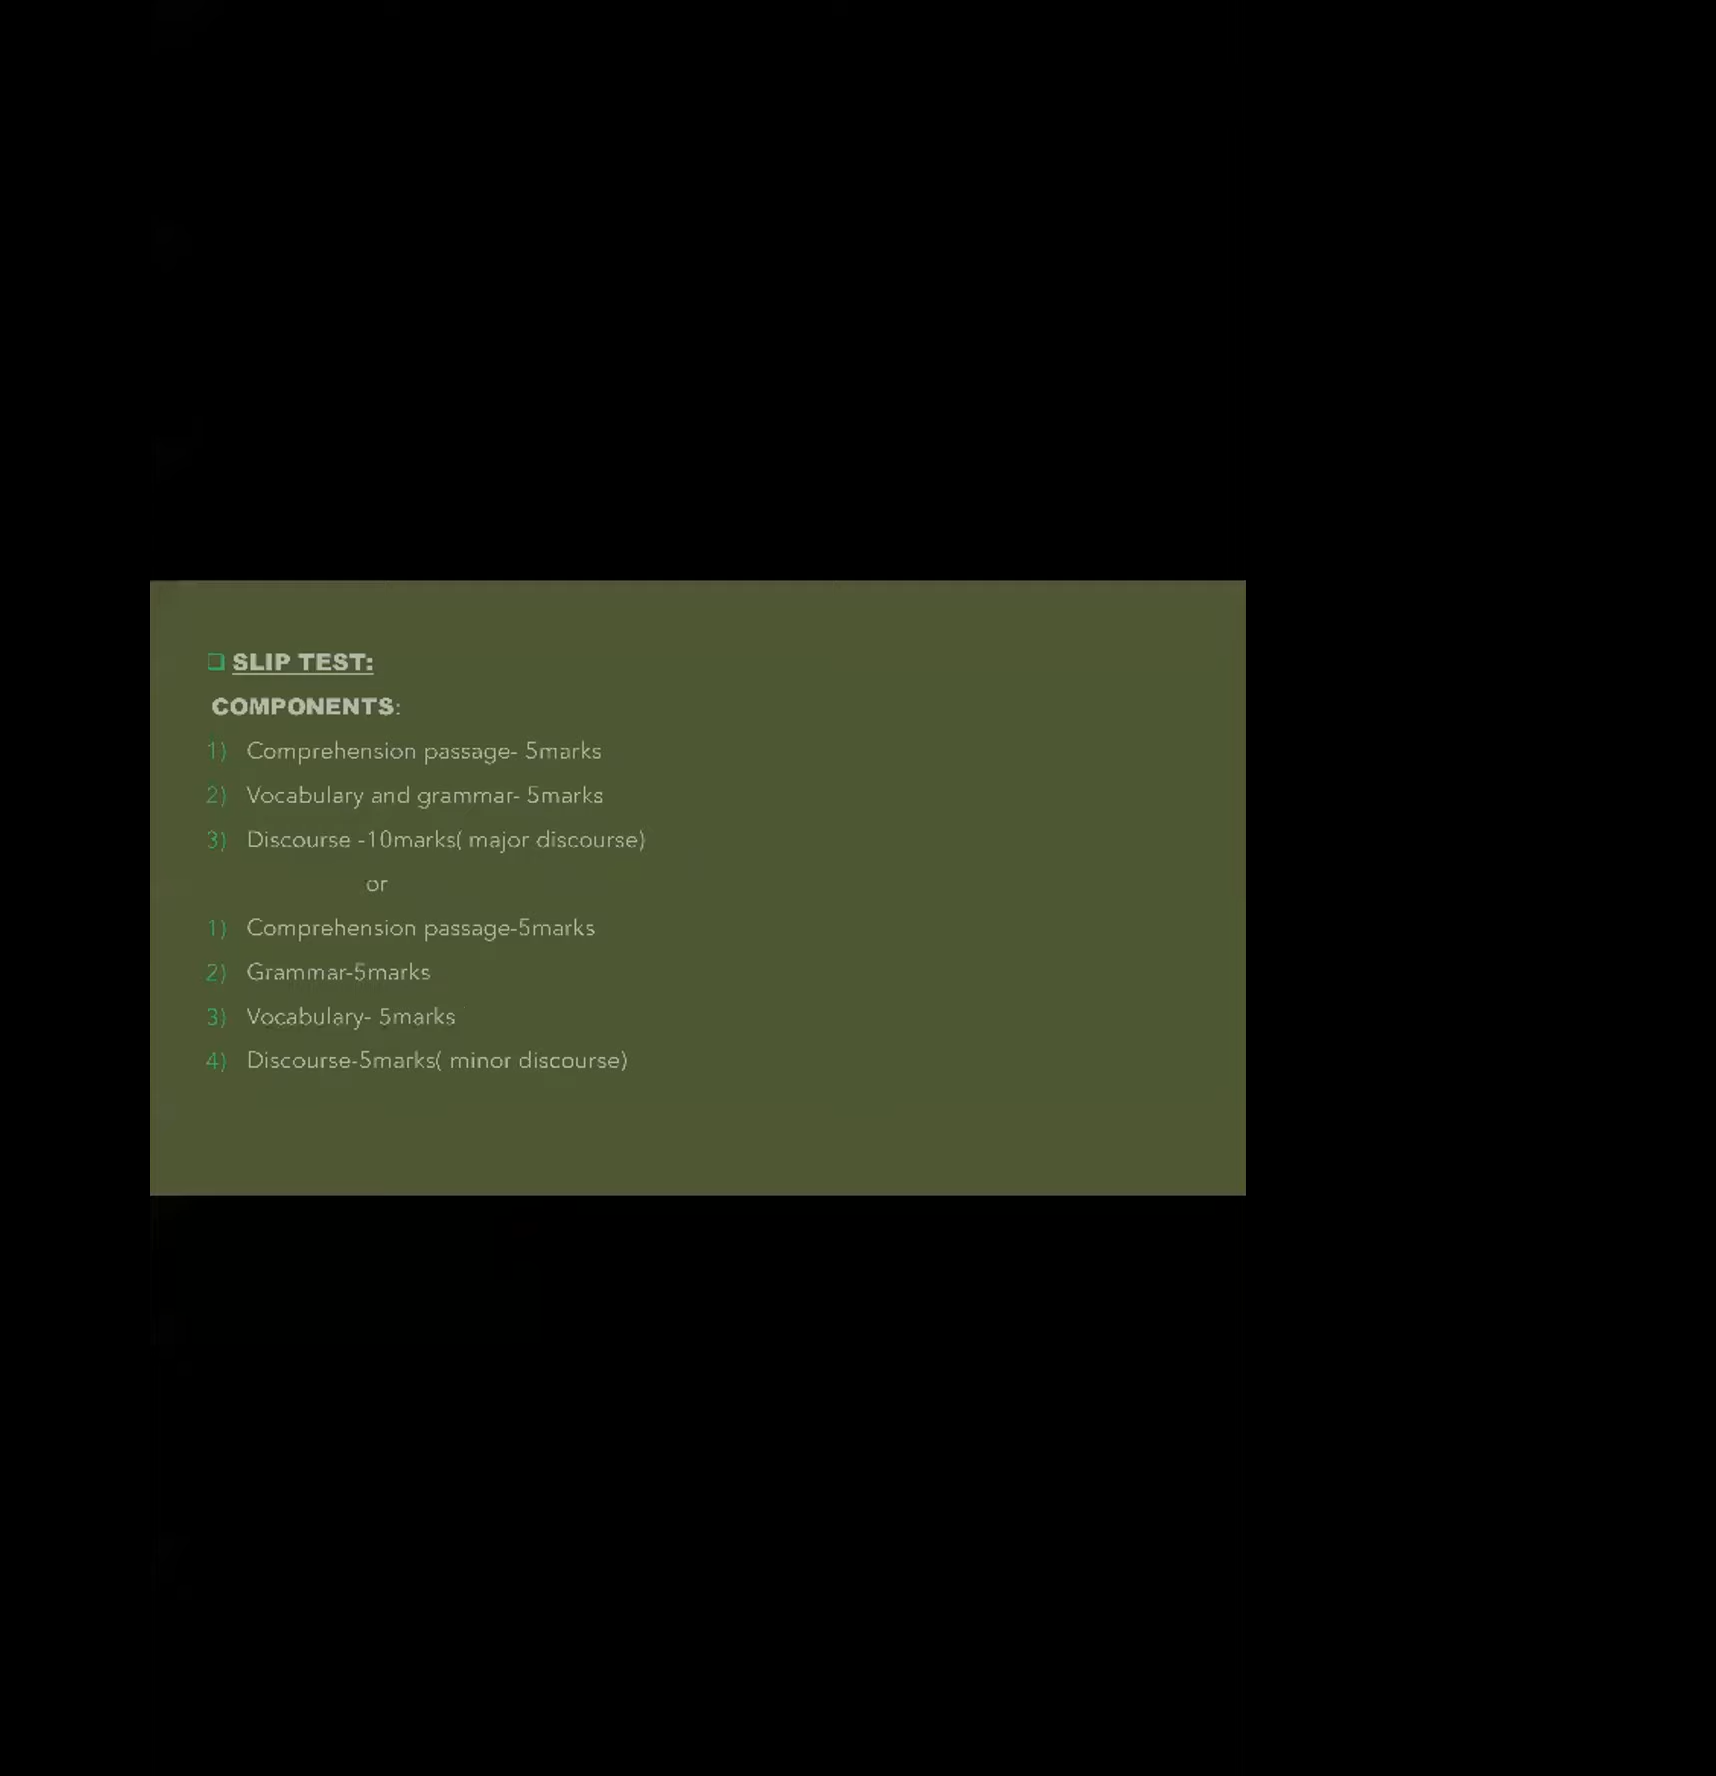 ❑ SLIP TEST:
COMPONENTS:
1) Comprehension passage- 5marks
2) Vocabulary and grammar- 5marks
3) Discourse -10marks( major discourse)
or
1) Comprehension passage-5marks
2) Grammar-5marks
3) Vocabulary- 5marks
4) Discourse-5marks( minor discourse)